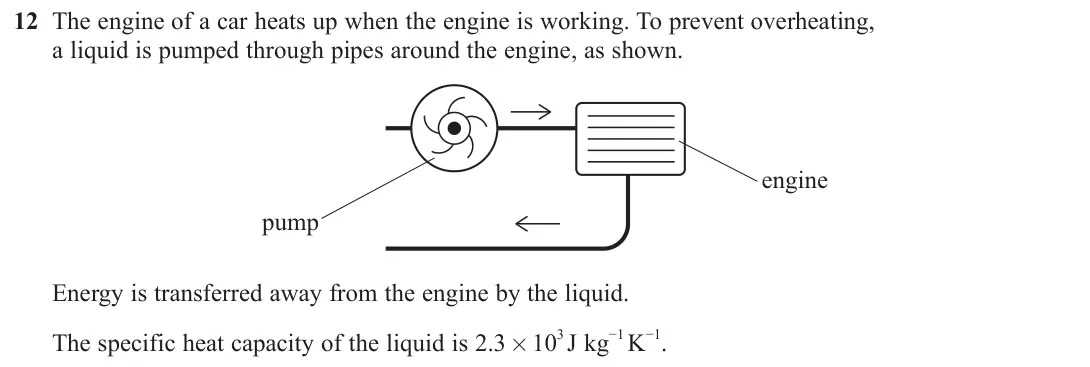 12 The engine of a car heats up when the engine is working. To prevent overheating,
a liquid is pumped through pipes around the engine, as shown.
engine
pump
Energy is transferred away from the engine by the liquid.
The specific heat capacity of the liquid is 2.3 × 10³ J kg⁻¹ K⁻¹.